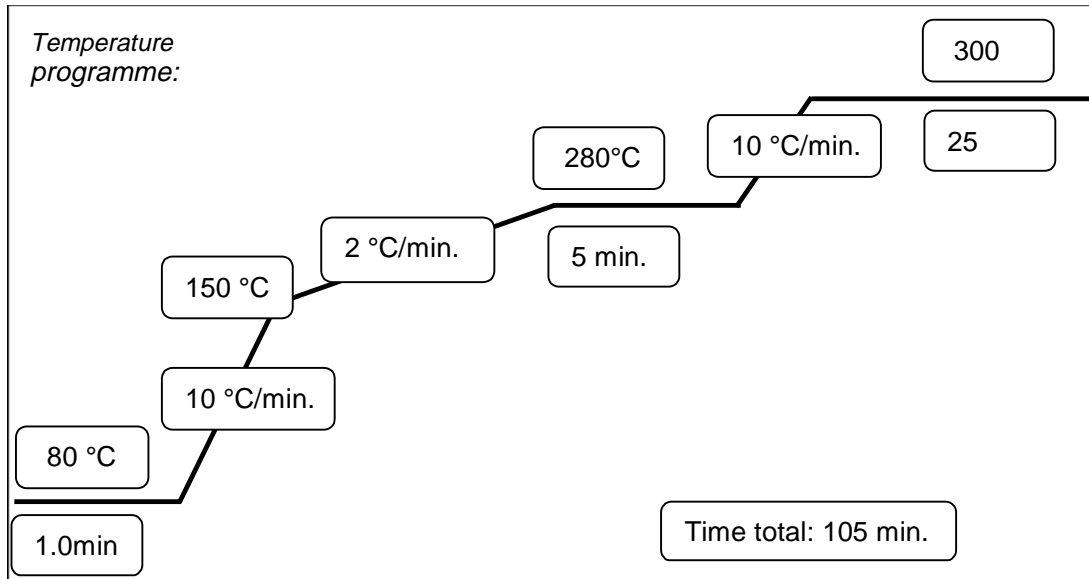 Temperature
programme:
300
25
280°C
10 °C/min.
2 °C/min.
5 min.
150 °C
10 °C/min.
80 °C
1.0min
Time total: 105 min.